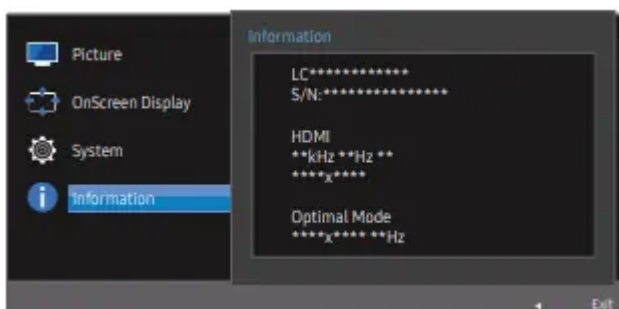 Picture
OnScreen Display
System
Information
Information
LC************
S/N:***************
HDMI
**kHz **Hz **
****x****
Optimal Mode
****x**** **Hz
Exit